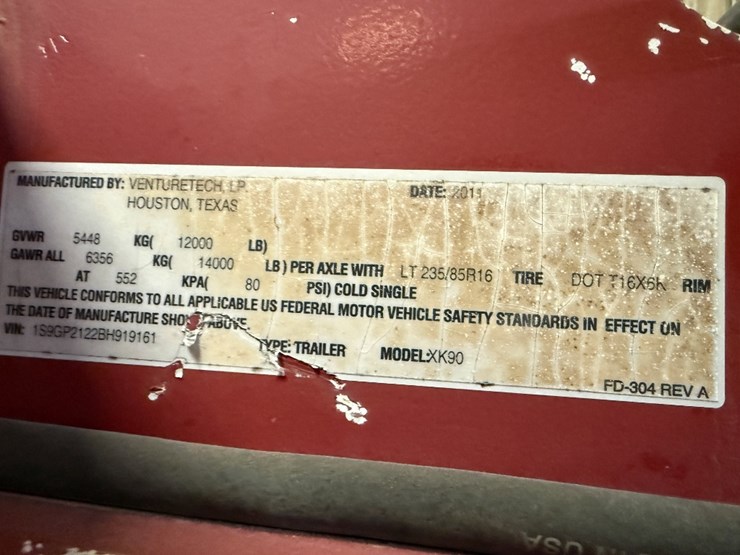 MANUFACTURED BY: VENTURETECH, LP. DATE: 2011
HOUSTON, TEXAS
GVWR 5448 KG( 12000 LB)
GAWR ALL 6356 KG( 14000 LB) PER AXLE WITH LT 235/85R16 TIRE DOT T16X6K RIM
AT 552 KPA( 80 PSI) COLD SINGLE
THIS VEHICLE CONFORMS TO ALL APPLICABLE US FEDERAL MOTOR VEHICLE SAFETY STANDARDS IN EFFECT ON
THE DATE OF MANUFACTURE ABOVE.
VIN: 1S9GP2122BH919161 TYPE: TRAILER MODEL:XK90
FD-304 REV A
USA